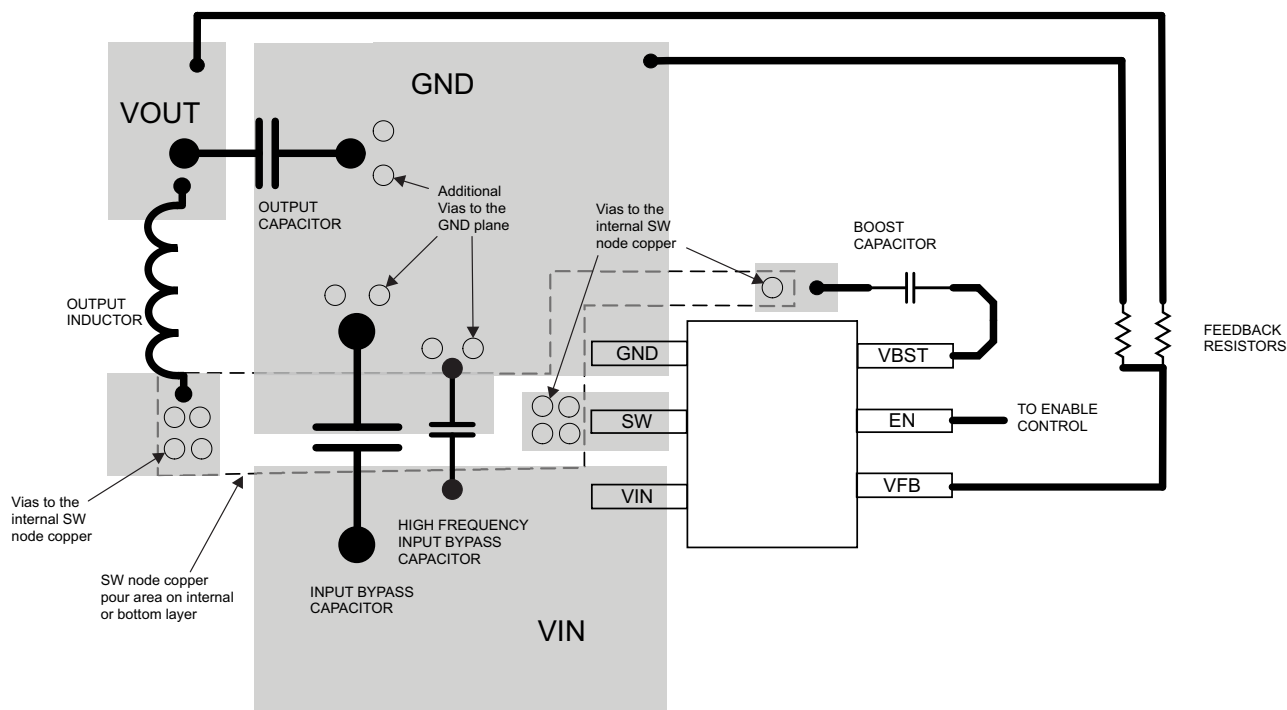 GND
VOUT
Additional
Vias to the
GND plane
OUTPUT
CAPACITOR
Vias to the
internal SW
node copper
BOOST
CAPACITOR
OUTPUT
INDUCTOR
FEEDBACK
RESISTORS
GND
VBST
SW
EN
TO ENABLE
CONTROL
VIN
VFB
Vias to the
internal SW
node copper
HIGH FREQUENCY
INPUT BYPASS
CAPACITOR
SW node copper
pour area on internal
or bottom layer
INPUT BYPASS
CAPACITOR
VIN